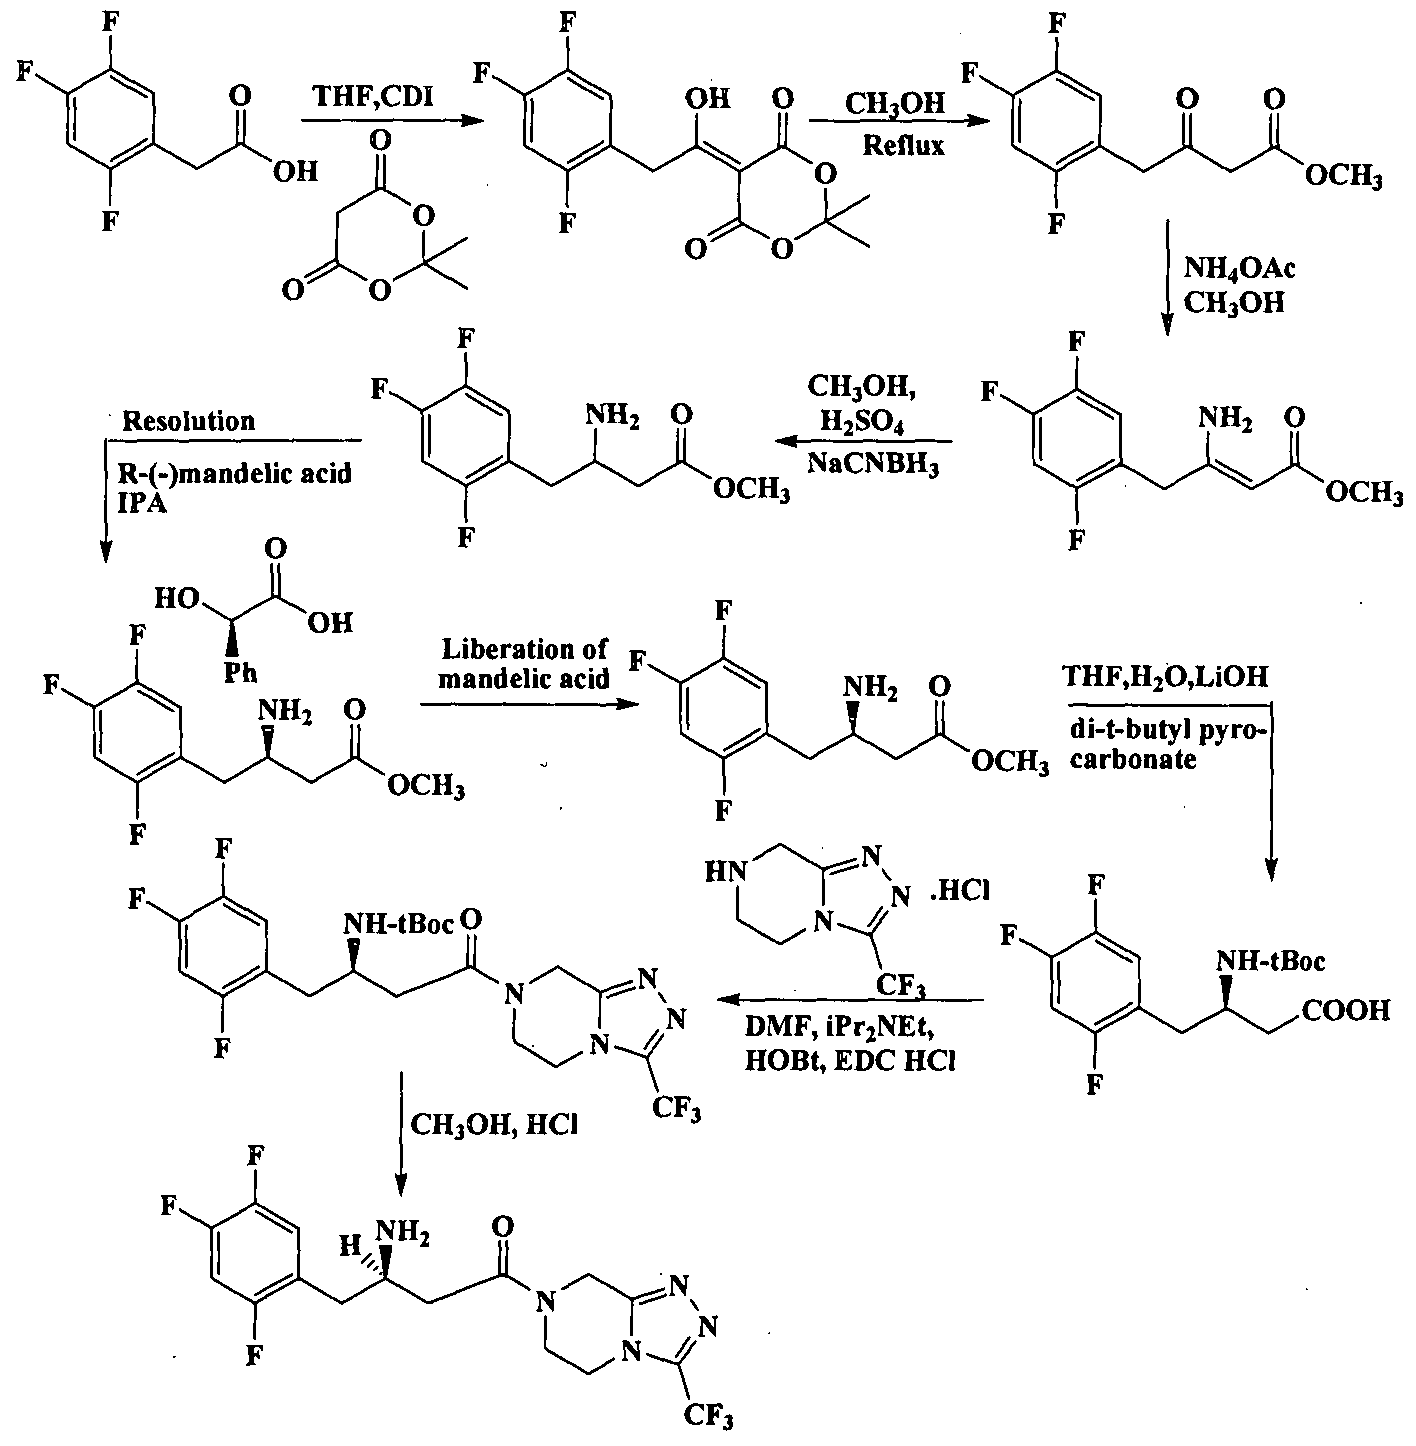 F
F
F
O
OH
THF,CDI
O
O
O
O
F
F
F
OH
O
O
O
O
CH3OH
Reflux
F
F
F
O
O
OCH3
NH4OAc
CH3OH
F
F
F
NH2
O
OCH3
CH3OH,
H2SO4
NaCNBH3
F
F
F
NH2
O
OCH3
Resolution
R-(-)mandelic acid
IPA
HO
O
OH
Ph
F
F
F
NH2
O
OCH3
Liberation of
mandelic acid
F
F
F
NH2
O
OCH3
THF,H2O,LiOH
di-t-butyl pyro-
carbonate
F
F
F
NH-tBoc
COOH
HN
N
N
N
.HCl
CF3
DMF, iPr2NEt,
HOBt, EDC HCl
F
F
F
NH-tBoc
O
N
N
N
N
CF3
CH3OH, HCl
F
F
F
H
NH2
O
N
N
N
N
CF3